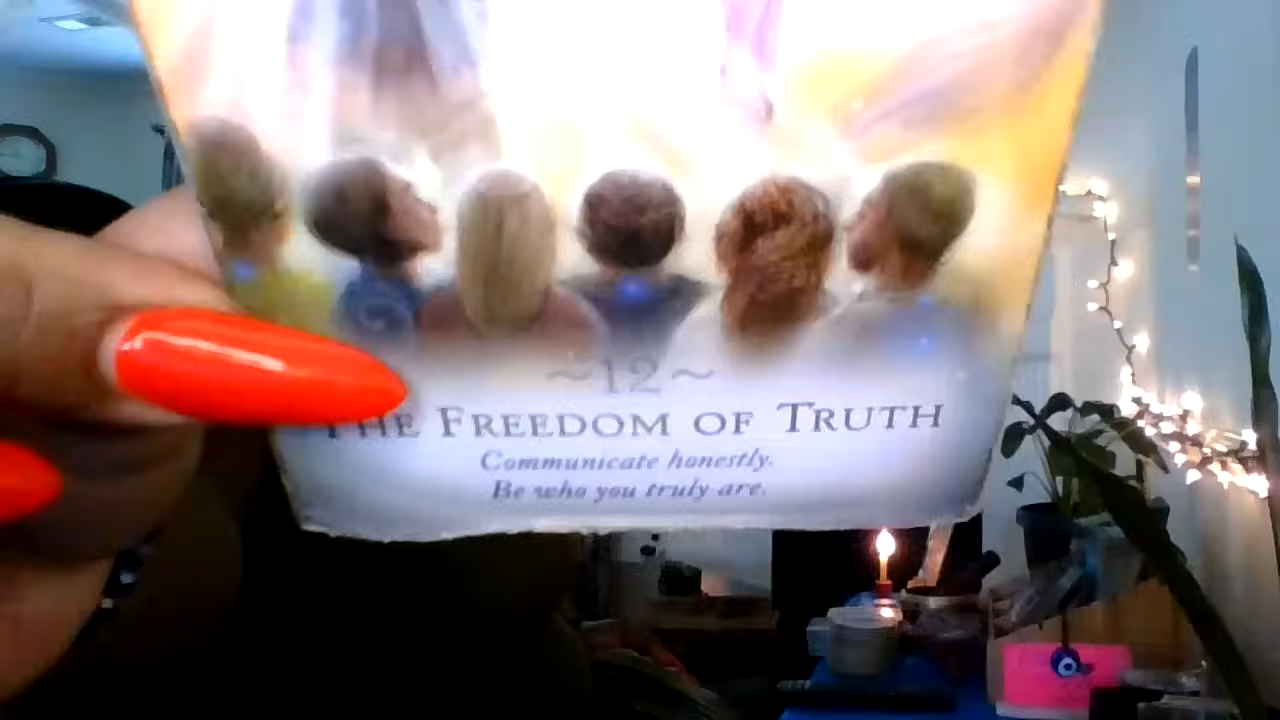 ~12~
THE FREEDOM OF TRUTH
Communicate honestly.
Be who you truly are.